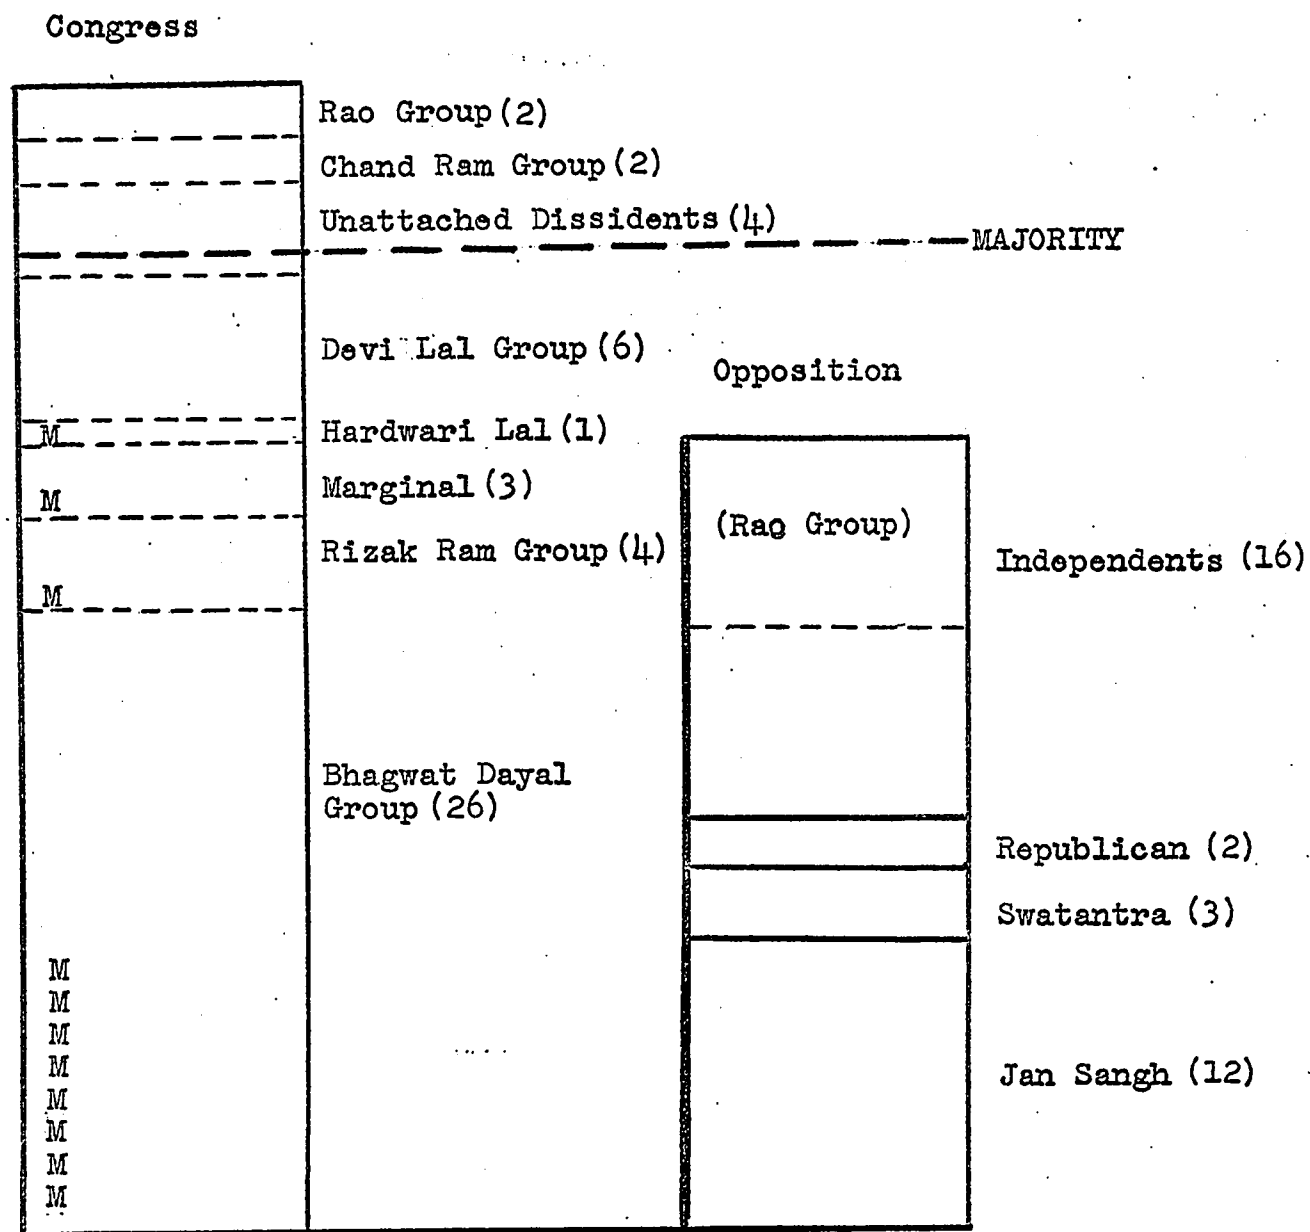 Congress
Rao Group (2)
Chand Ram Group (2)
Unattached Dissidents (4)
MAJORITY
Devi Lal Group (6)
Opposition
M
Hardwari Lal (1)
M
Marginal (3)
(Rao Group)
Rizak Ram Group (4)
Independents (16)
M
Bhagwat Dayal
Group (26)
Republican (2)
Swatantra (3)
M
M
M
M
Jan Sangh (12)
M
M
M
M